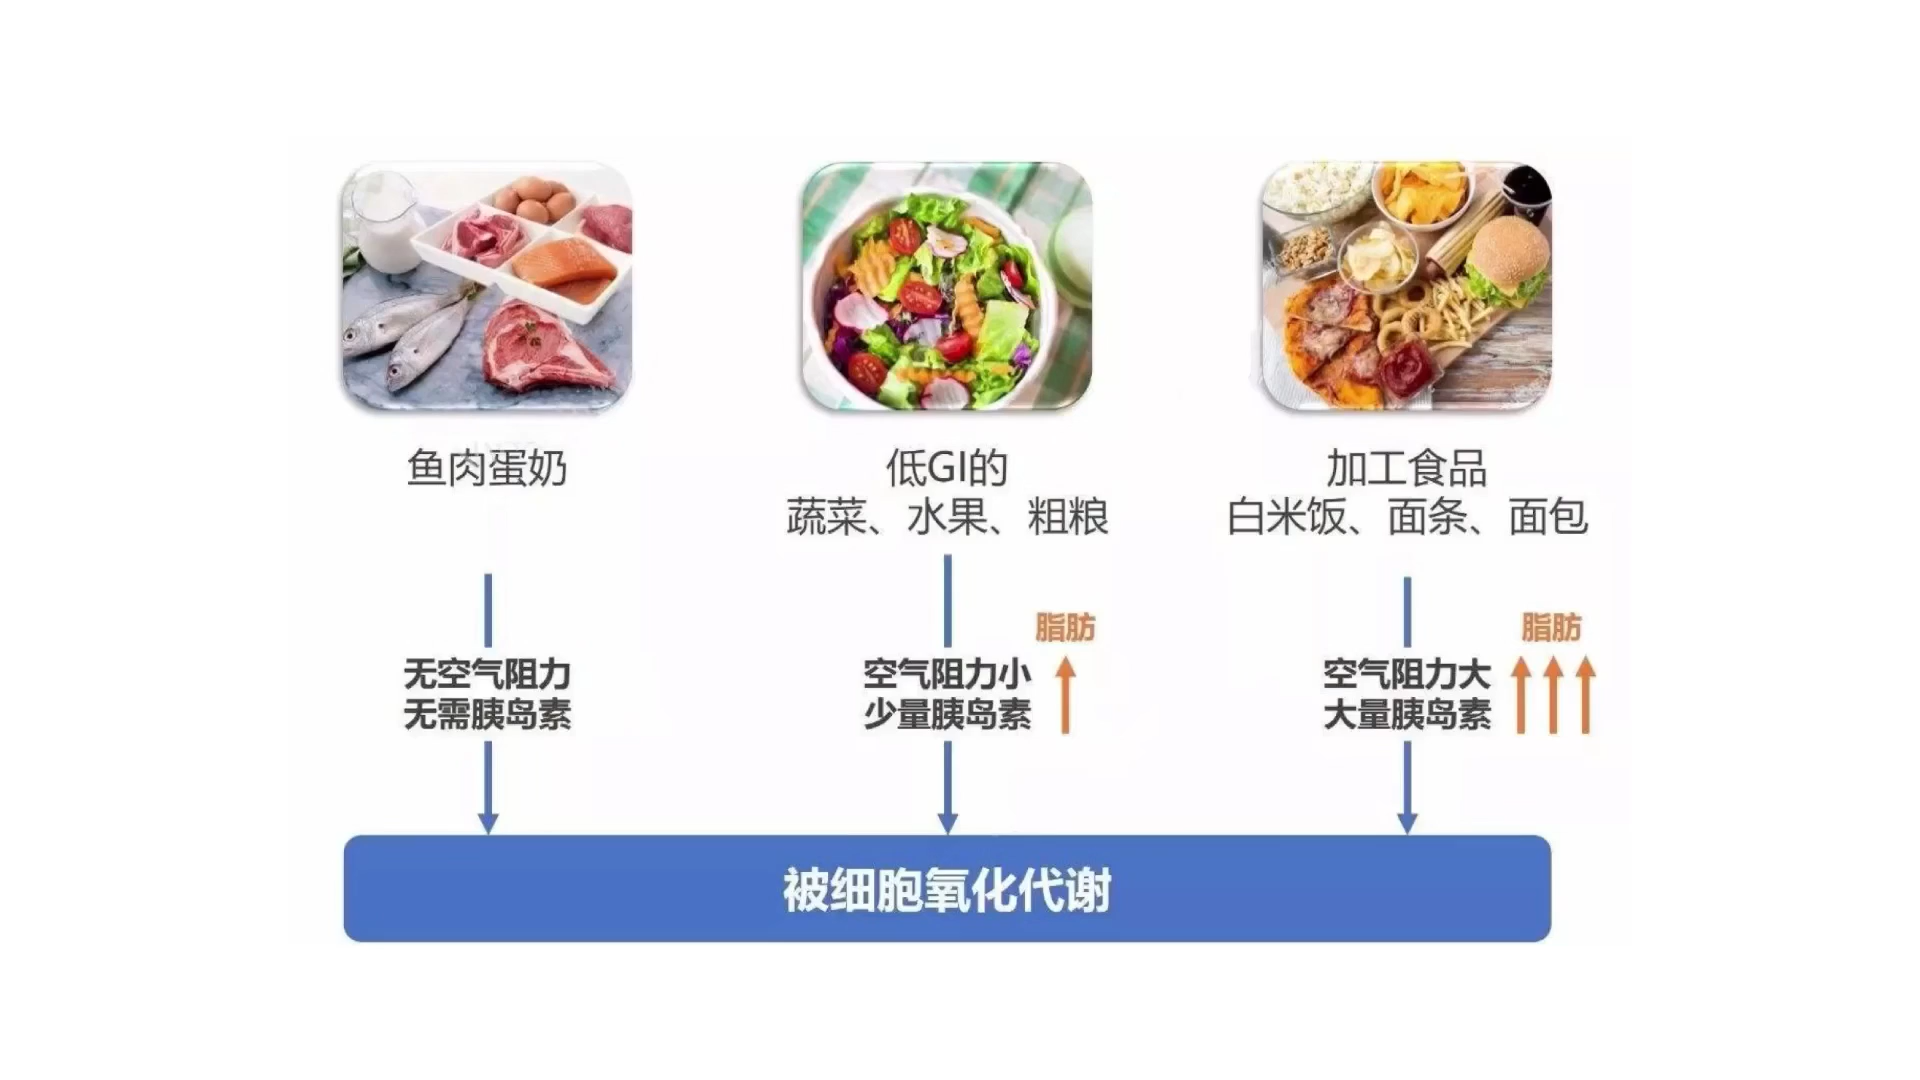 鱼肉蛋奶
低GI的
蔬菜、水果、粗粮
加工食品
白米饭、面条、面包
无空气阻力
无需胰岛素
脂肪
空气阻力小
少量胰岛素
脂肪
空气阻力大
大量胰岛素
被细胞氧化代谢